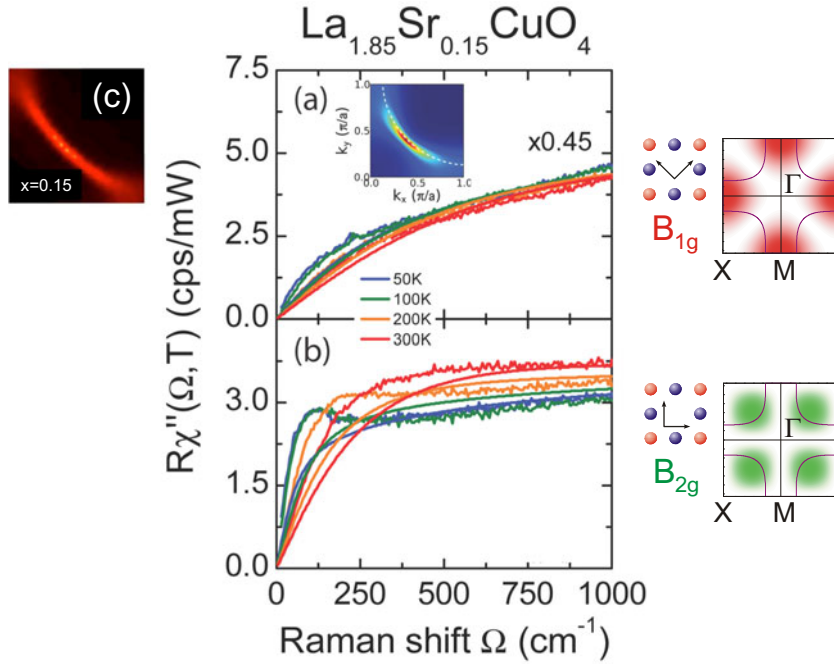 La1.85Sr0.15CuO4
(c)
x=0.15
7.5
5.0
2.5
0.0
(a)
1.0
0.5
0.0
ky (π/a)
0.0 0.5 1.0
kx (π/a)
x0.45
50K
100K
200K
300K
(b)
3.0
1.5
0.0
0 250 500 750 1000
Rχ''(Ω,T) (cps/mW)
Raman shift Ω (cm-1)
B1g
Γ
X M
B2g
Γ
X M